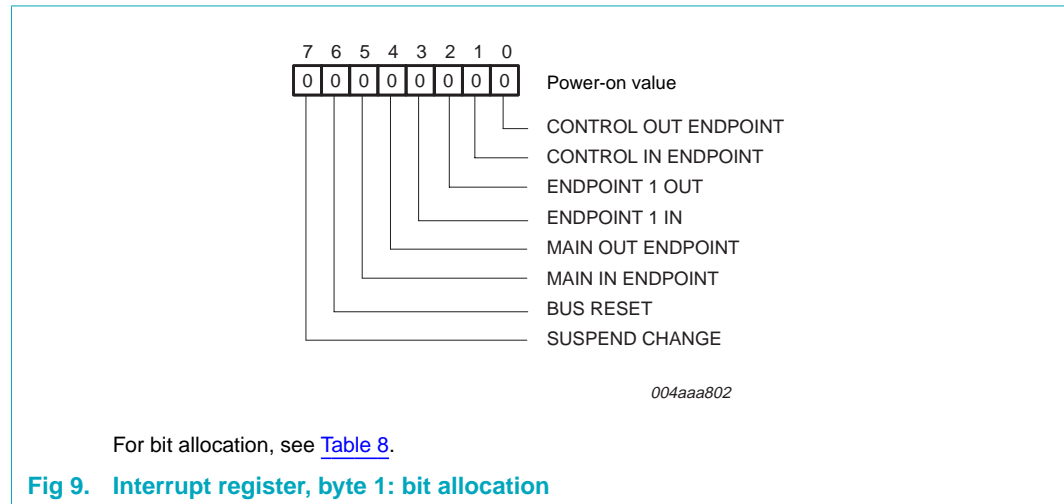 7 6 5 4 3 2 1 0
0 0 0 0 0 0 0 0 Power-on value
CONTROL OUT ENDPOINT
CONTROL IN ENDPOINT
ENDPOINT 1 OUT
ENDPOINT 1 IN
MAIN OUT ENDPOINT
MAIN IN ENDPOINT
BUS RESET
SUSPEND CHANGE
004aaa802
For bit allocation, see Table 8.
Fig 9. Interrupt register, byte 1: bit allocation